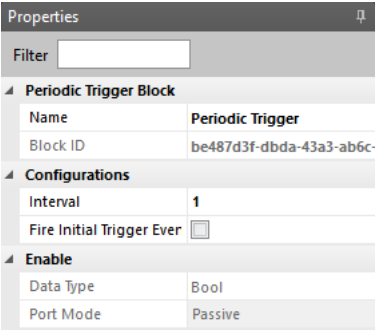 Properties
Filter
Periodic Trigger Block
Name Periodic Trigger
Block ID be487d3f-dbda-43a3-ab6c-
Configurations
Interval 1
Fire Initial Trigger Ever
Enable
Data Type Bool
Port Mode Passive